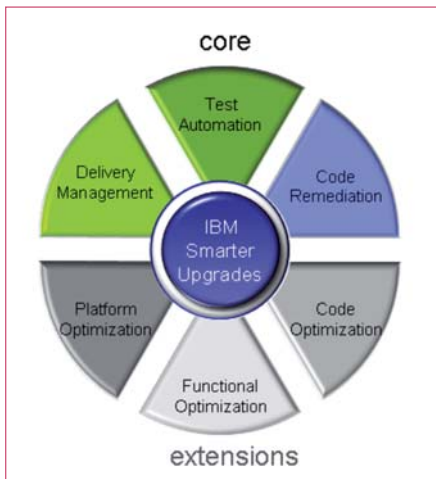 core
Test
Automation
Delivery
Management
Code
Remediation
IBM
Smarter
Upgrades
Platform
Optimization
Code
Optimization
Functional
Optimization
extensions